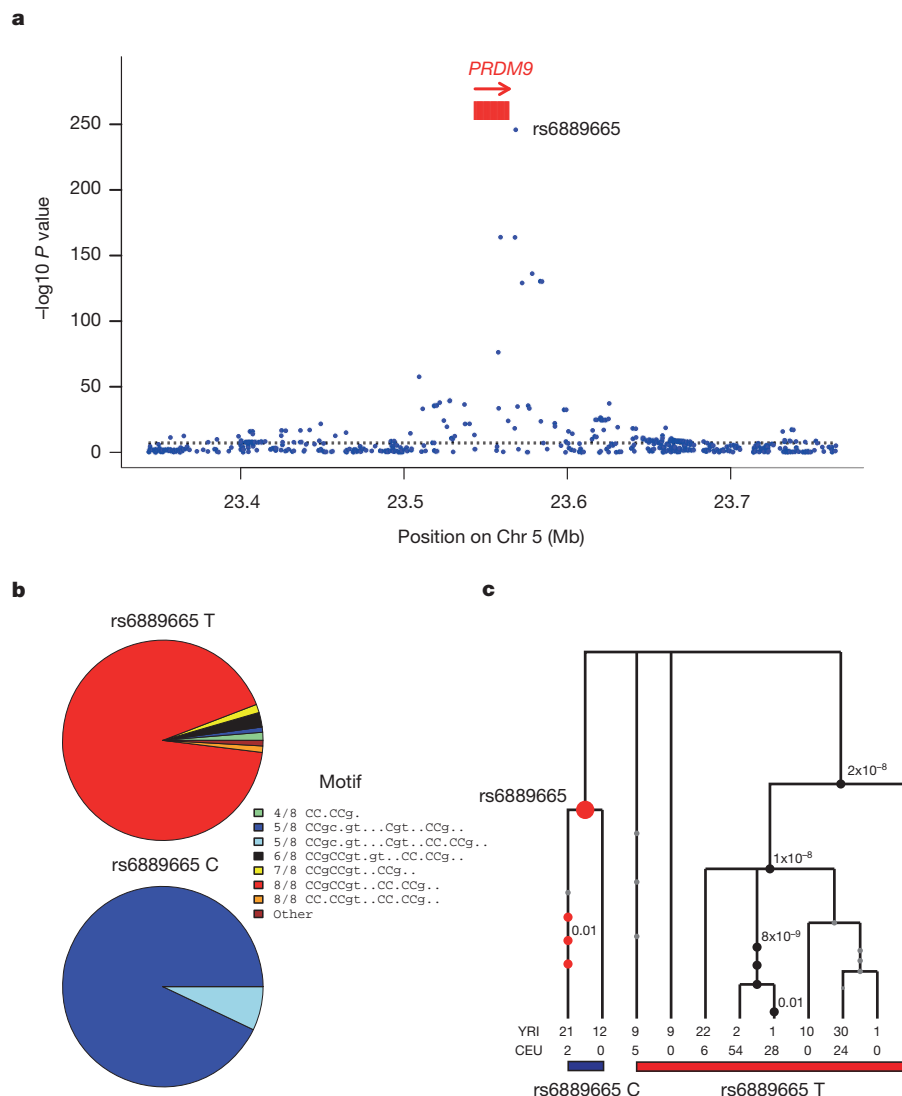 a
PRDM9
rs6889665
250
200
150
100
50
0
–log10 P value
23.4 23.5 23.6 23.7
Position on Chr 5 (Mb)
b
rs6889665 T
Motif
4/8 CC.CCg.
5/8 CCgc.gt...Cgt..CCg..
5/8 CCgc.gt...Cgt..CC.CCg..
6/8 CCgCCgt.gt..CC.CCg..
7/8 CCgCCgt..CCg..
8/8 CCgCCgt..CC.CCg..
8/8 CC.CCgt..CC.CCg..
Other
rs6889665 C
c
rs6889665
2x10⁻⁸
1x10⁻⁸
8x10⁻⁹
0.01
0.01
YRI 21 12 9 9 22 2 1 10 30 1
CEU 2 0 5 0 6 54 28 0 24 0
rs6889665 C rs6889665 T